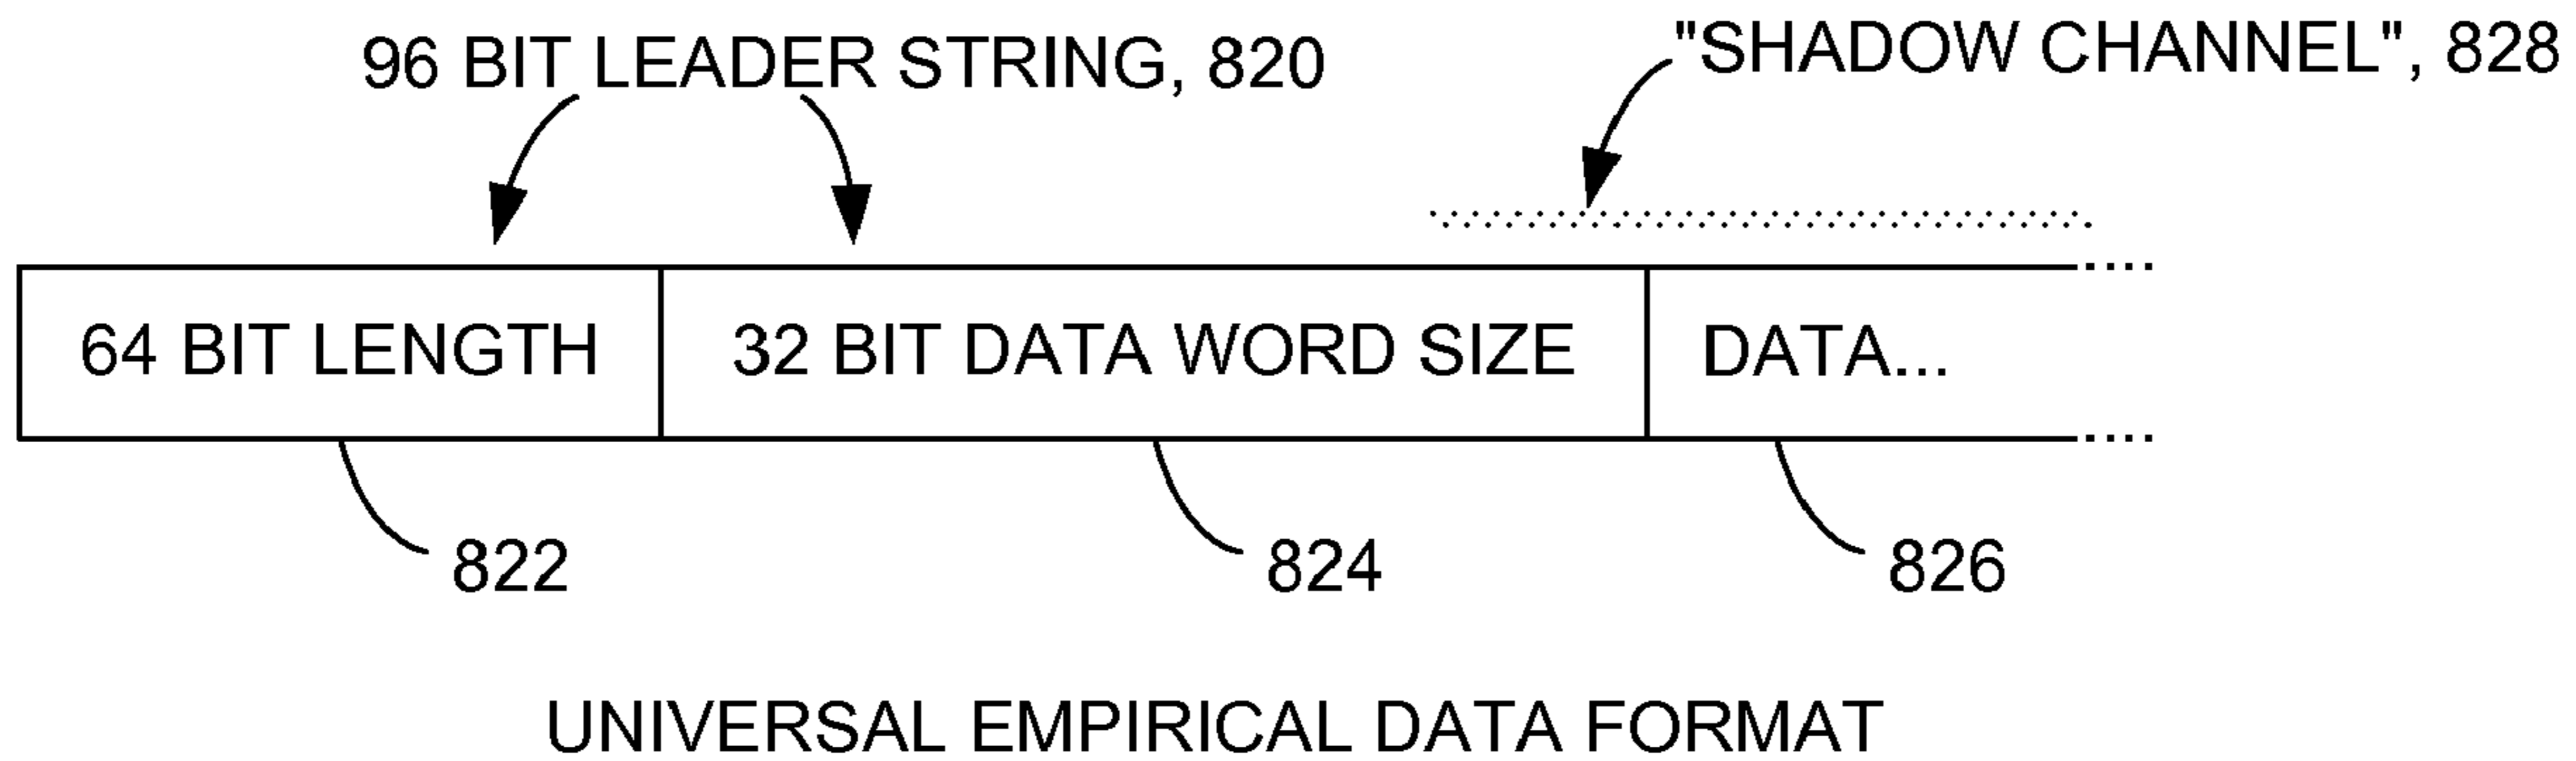 96 BIT LEADER STRING, 820
"SHADOW CHANNEL", 828
64 BIT LENGTH
32 BIT DATA WORD SIZE
DATA...
822
824
826
UNIVERSAL EMPIRICAL DATA FORMAT